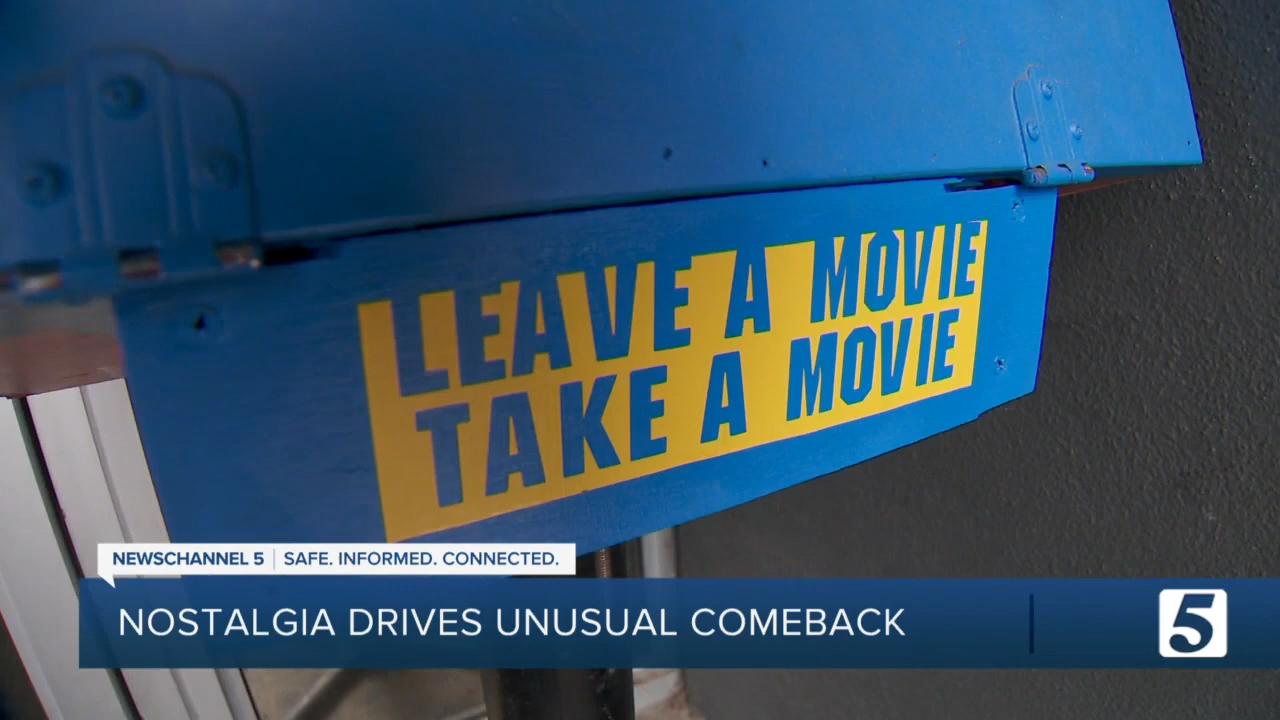 LEAVE A MOVIE
TAKE A MOVIE
NEWSCHANNEL 5 | SAFE. INFORMED. CONNECTED.
NOSTALGIA DRIVES UNUSUAL COMEBACK
5